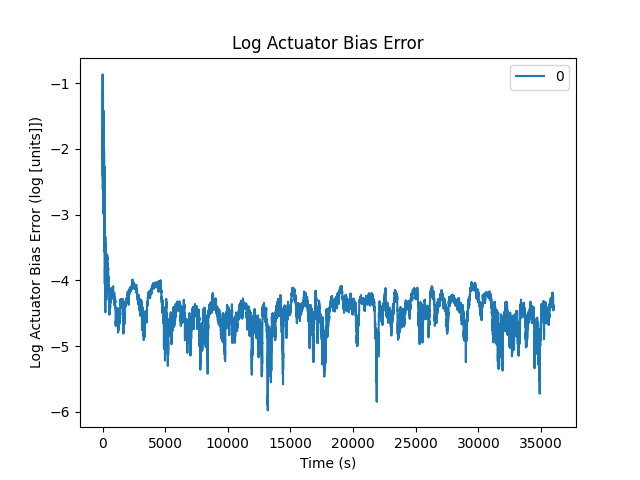 Log Actuator Bias Error
0
Log Actuator Bias Error (log [units]])
−1
−2
−3
−4
−5
−6
0 5000 10000 15000 20000 25000 30000 35000
Time (s)